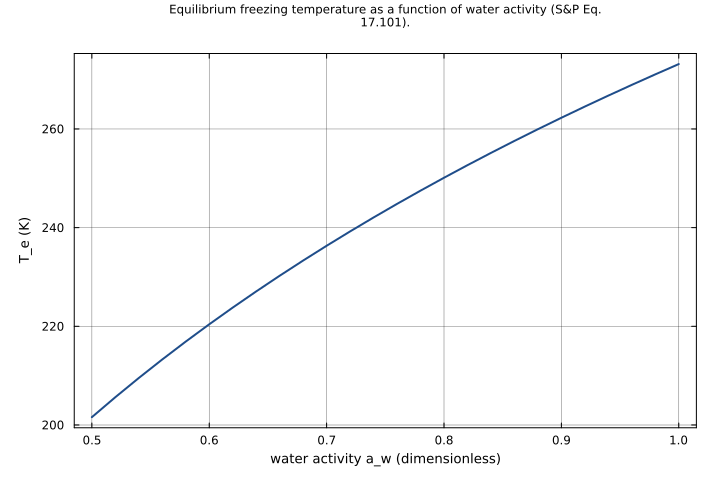 Equilibrium freezing temperature as a function of water activity (S&P Eq.
17.101).
260
240
220
200
T_e (K)
0.5 0.6 0.7 0.8 0.9 1.0
water activity a_w (dimensionless)